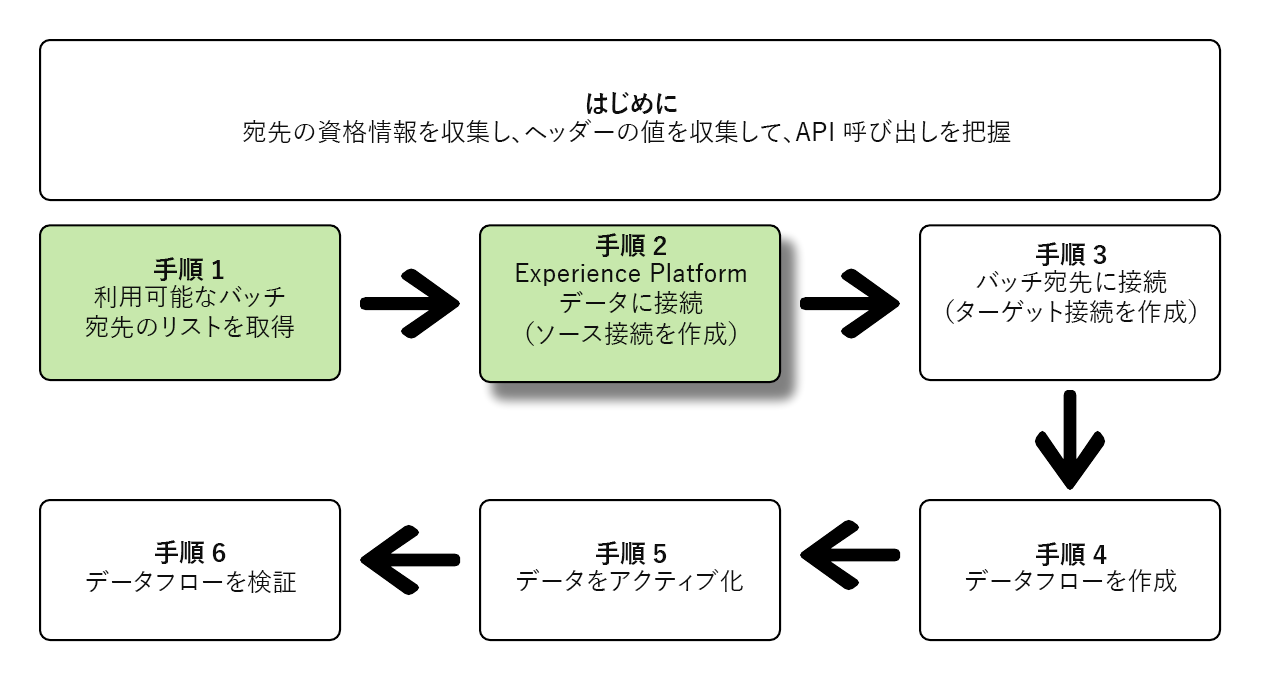 はじめに
宛先の資格情報を収集し、ヘッダーの値を収集して、API 呼び出しを把握
手順 1
利用可能なバッチ
宛先のリストを取得
手順 2
Experience Platform
データに接続
（ソース接続を作成）
手順 3
バッチ宛先に接続
（ターゲット接続を作成）
手順 4
データフローを作成
手順 5
データをアクティブ化
手順 6
データフローを検証